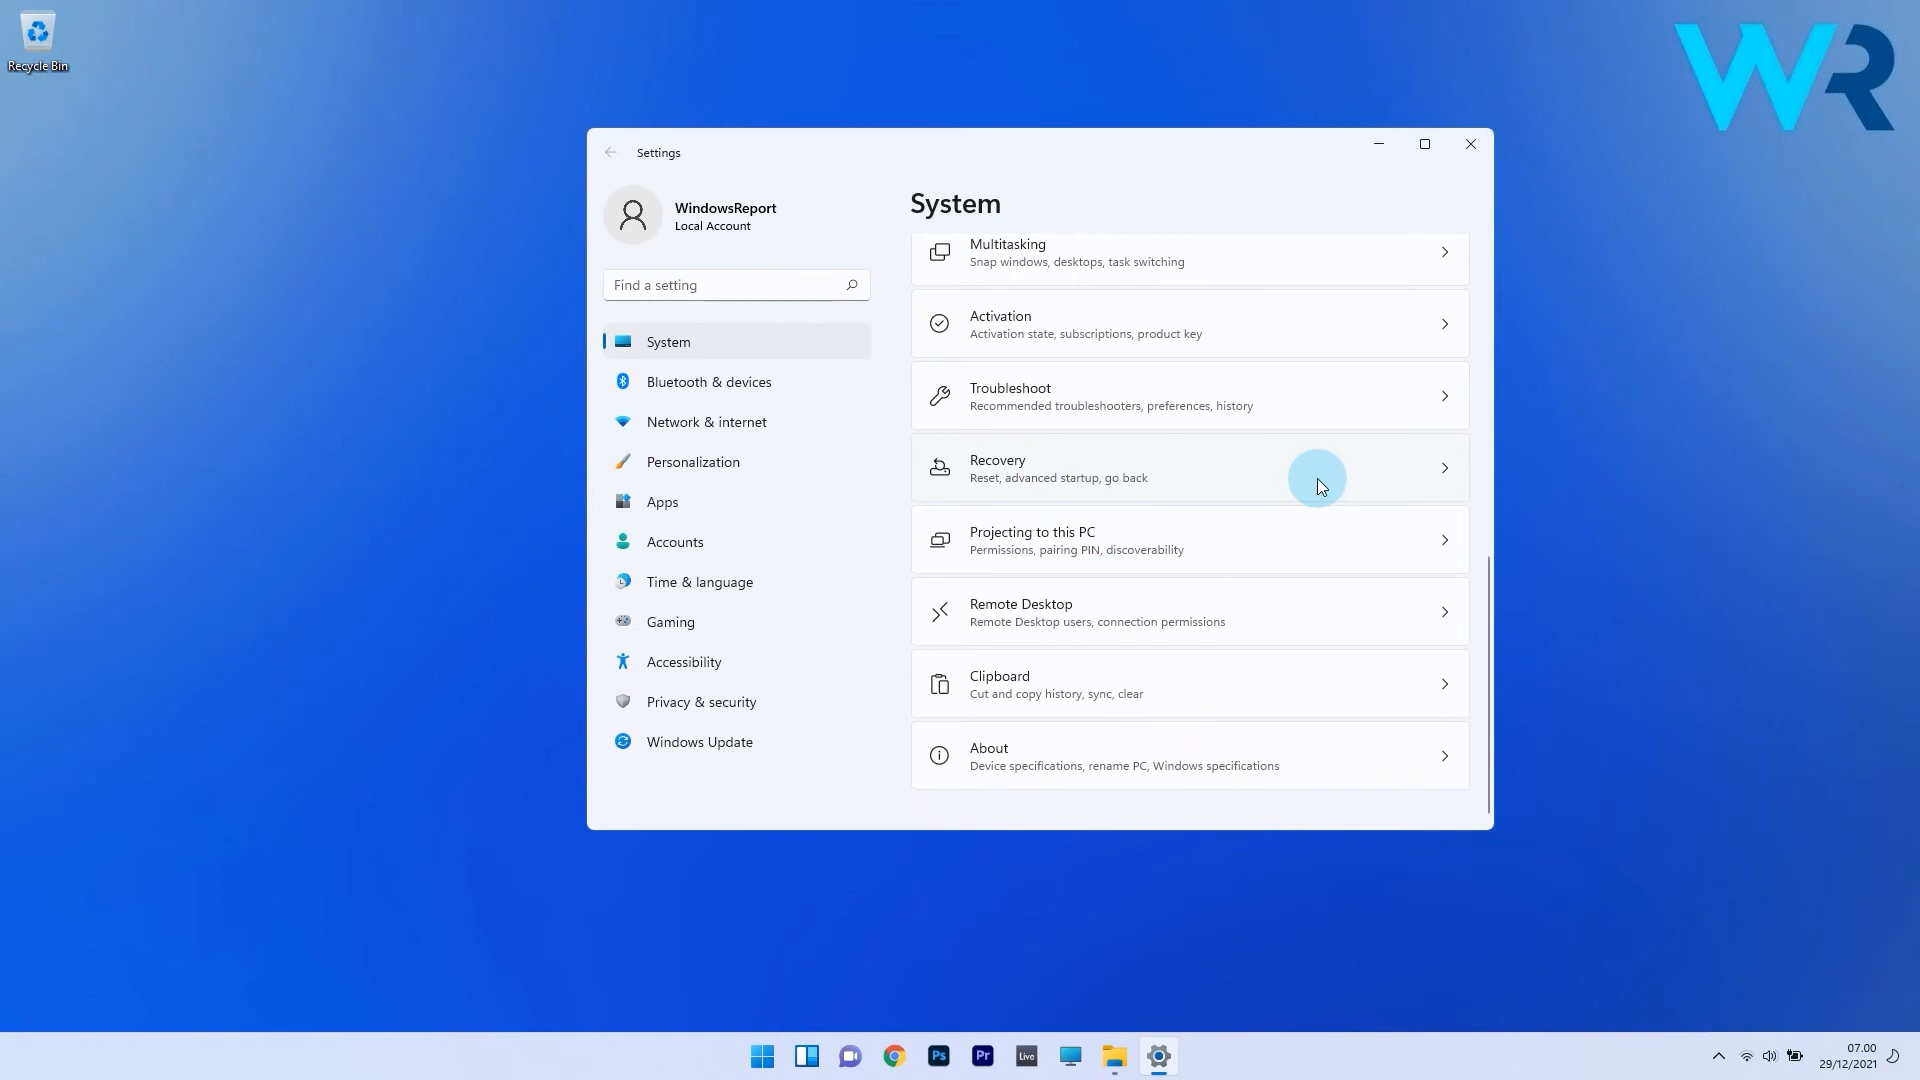 Recycle Bin
WR
Settings
WindowsReport
Local Account
Find a setting
System
Bluetooth & devices
Network & internet
Personalization
Apps
Accounts
Time & language
Gaming
Accessibility
Privacy & security
Windows Update
System
Multitasking
Snap windows, desktops, task switching
Activation
Activation state, subscriptions, product key
Troubleshoot
Recommended troubleshooters, preferences, history
Recovery
Reset, advanced startup, go back
Projecting to this PC
Permissions, pairing PIN, discoverability
Remote Desktop
Remote Desktop users, connection permissions
Clipboard
Cut and copy history, sync, clear
About
Device specifications, rename PC, Windows specifications
Ps
Pr
Live
07.00
29/12/2021